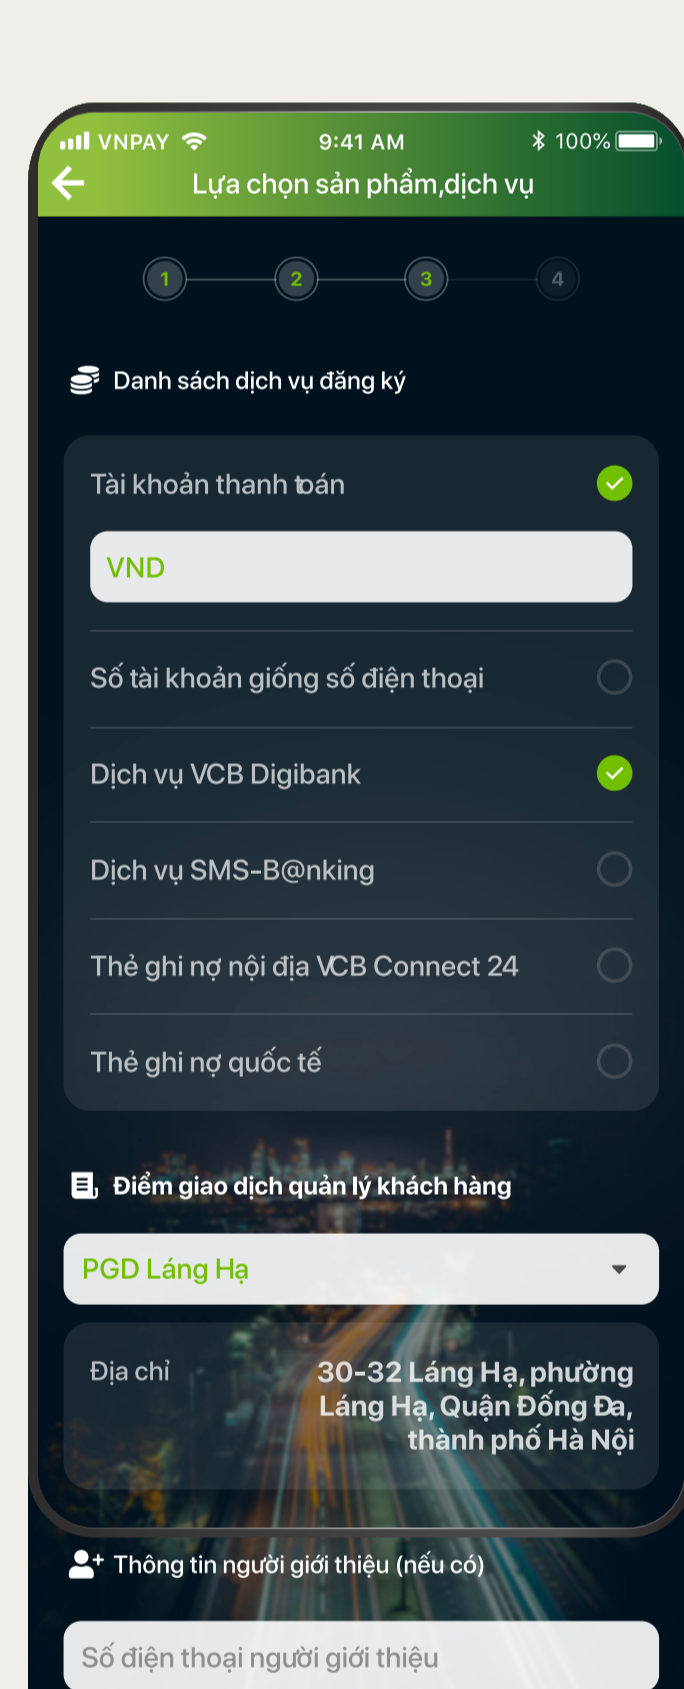 VNPAY 9:41 AM 100%
Lựa chọn sản phẩm,dịch vụ
1 2 3 4
Danh sách dịch vụ đăng ký
Tài khoản thanh toán
VND
Số tài khoản giống số điện thoại
Dịch vụ VCB Digibank
Dịch vụ SMS-B@nking
Thẻ ghi nợ nội địa VCB Connect 24
Thẻ ghi nợ quốc tế
Điểm giao dịch quản lý khách hàng
PGD Láng Hạ
Địa chỉ 30-32 Láng Hạ, phường
Láng Hạ, Quận Đống Đa,
thành phố Hà Nội
Thông tin người giới thiệu (nếu có)
Số điện thoại người giới thiệu